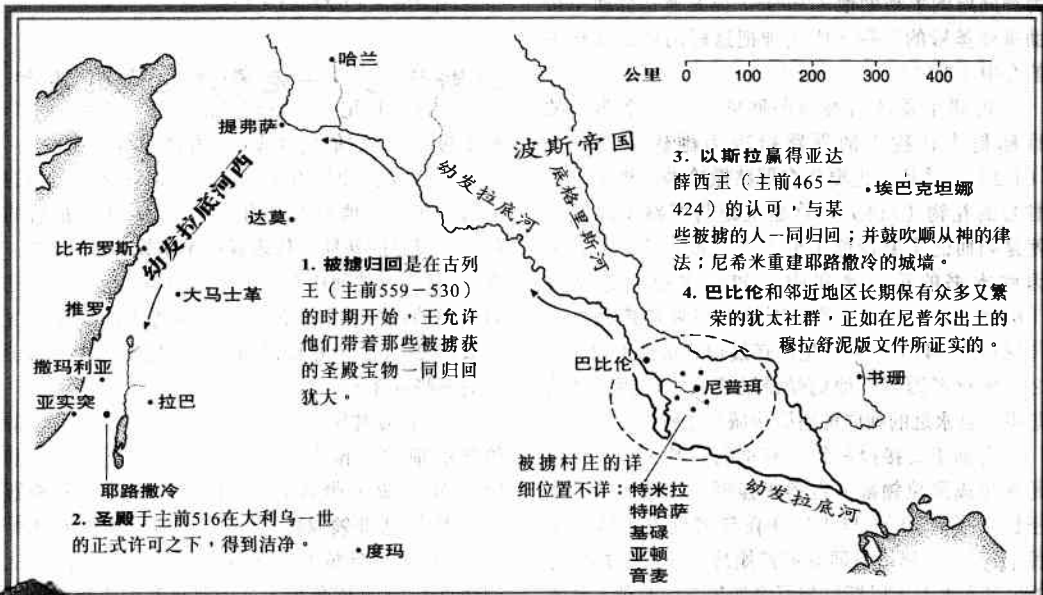 哈兰
公里 0 100 200 300 400
提弗萨
波斯帝国
幼发拉底河
底格里斯河
幼发拉底河西
达莫
比布罗斯
大马士革
推罗
撒玛利亚
亚实突
拉巴
耶路撒冷
度玛
埃巴克坦娜
巴比伦
尼普珥
书珊
幼发拉底河
1. 被掳归回是在古列
王（主前559－530）
的时期开始，王允许
他们带着那些被掳获
的圣殿宝物一同归回
犹大。
2. 圣殿于主前516在大利乌一世
的正式许可之下，得到洁净。
3. 以斯拉赢得亚达
薛西王（主前465－
424）的认可，与某
些被掳的人一同归回；并鼓吹顺从神的律
法；尼希米重建耶路撒冷的城墙。
4. 巴比伦和邻近地区长期保有众多又繁
荣的犹太社群，正如在尼普尔出土的
穆拉舒泥版文件所证实的。
被掳村庄的详
细位置不详：特米拉
特哈萨
基碌
亚顿
音麦